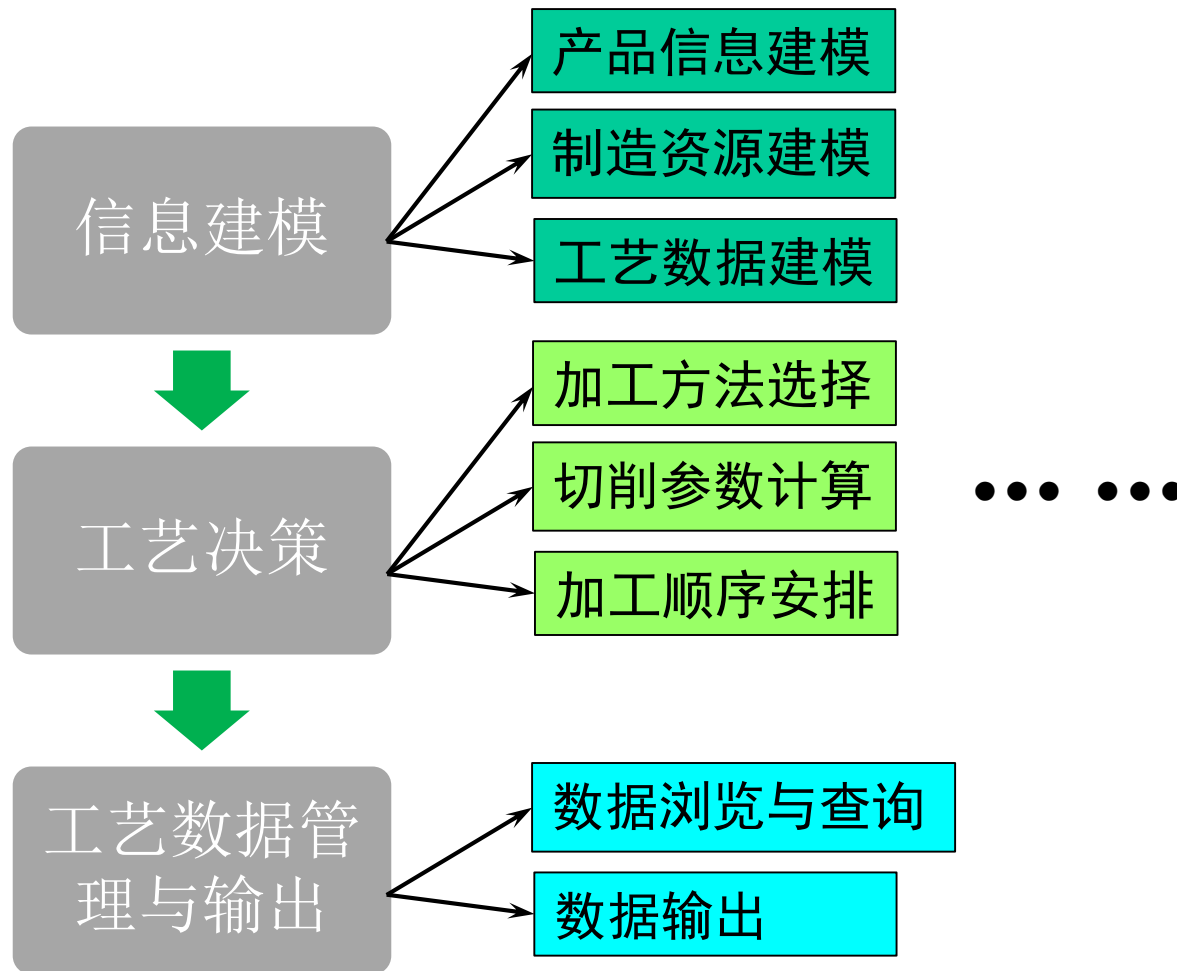 产品信息建模
制造资源建模
信息建模
工艺数据建模
加工方法选择
切削参数计算
•••  •••
工艺决策
加工顺序安排
工艺数据管
理与输出
数据浏览与查询
数据输出